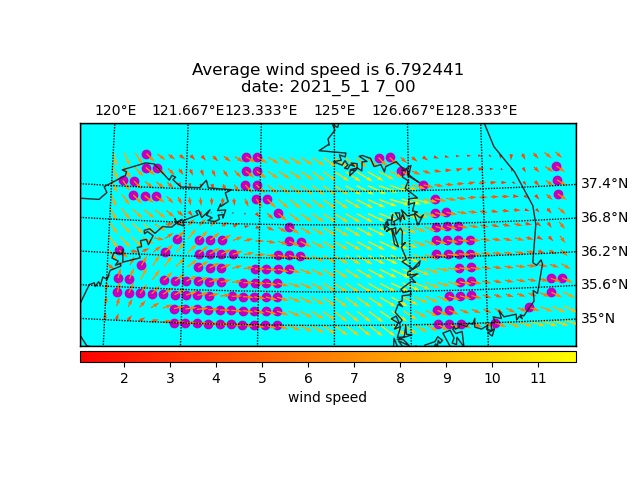 Average wind speed is 6.792441
date: 2021_5_1 7_00
120°E 121.667°E 123.333°E 125°E 126.667°E 128.333°E
37.4°N
36.8°N
36.2°N
35.6°N
35°N
2 3 4 5 6 7 8 9 10 11
wind speed